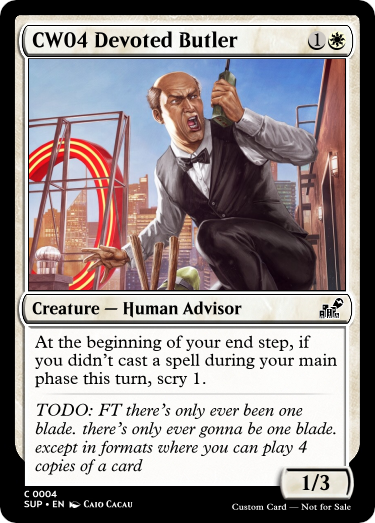 CW04 Devoted Butler
1
Creature — Human Advisor
At the beginning of your end step, if
you didn't cast a spell during your main
phase this turn, scry 1.
TODO: FT there's only ever been one
blade. there's only ever gonna be one blade.
except in formats where you can play 4
copies of a card
1/3
C 0004
SUP • EN Caio Cacau
Custom Card — Not for Sale